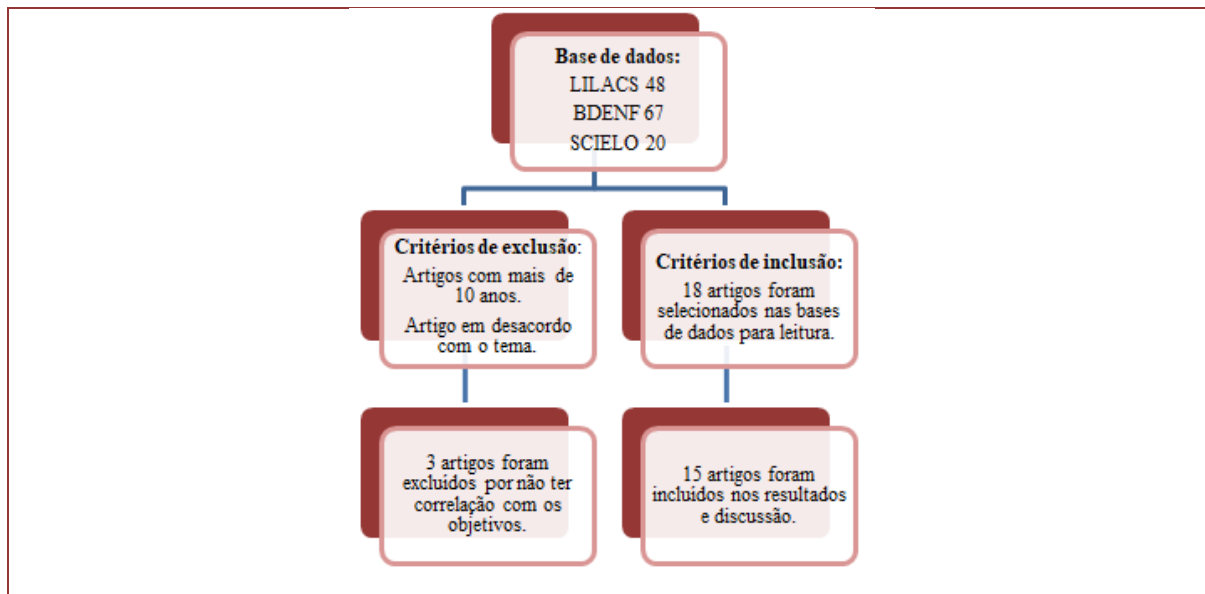 Base de dados:
LILACS 48
BDENF 67
SCIELO 20
Critérios de exclusão:
Artigos com mais de
10 anos.
Artigo em desacordo
com o tema.
Critérios de inclusão:
18 artigos foram
selecionados nas bases
de dados para leitura.
3 artigos foram
excluidos por não ter
correlação com os
objetivos.
15 artigos foram
incluidos nos resultados
e discussão.